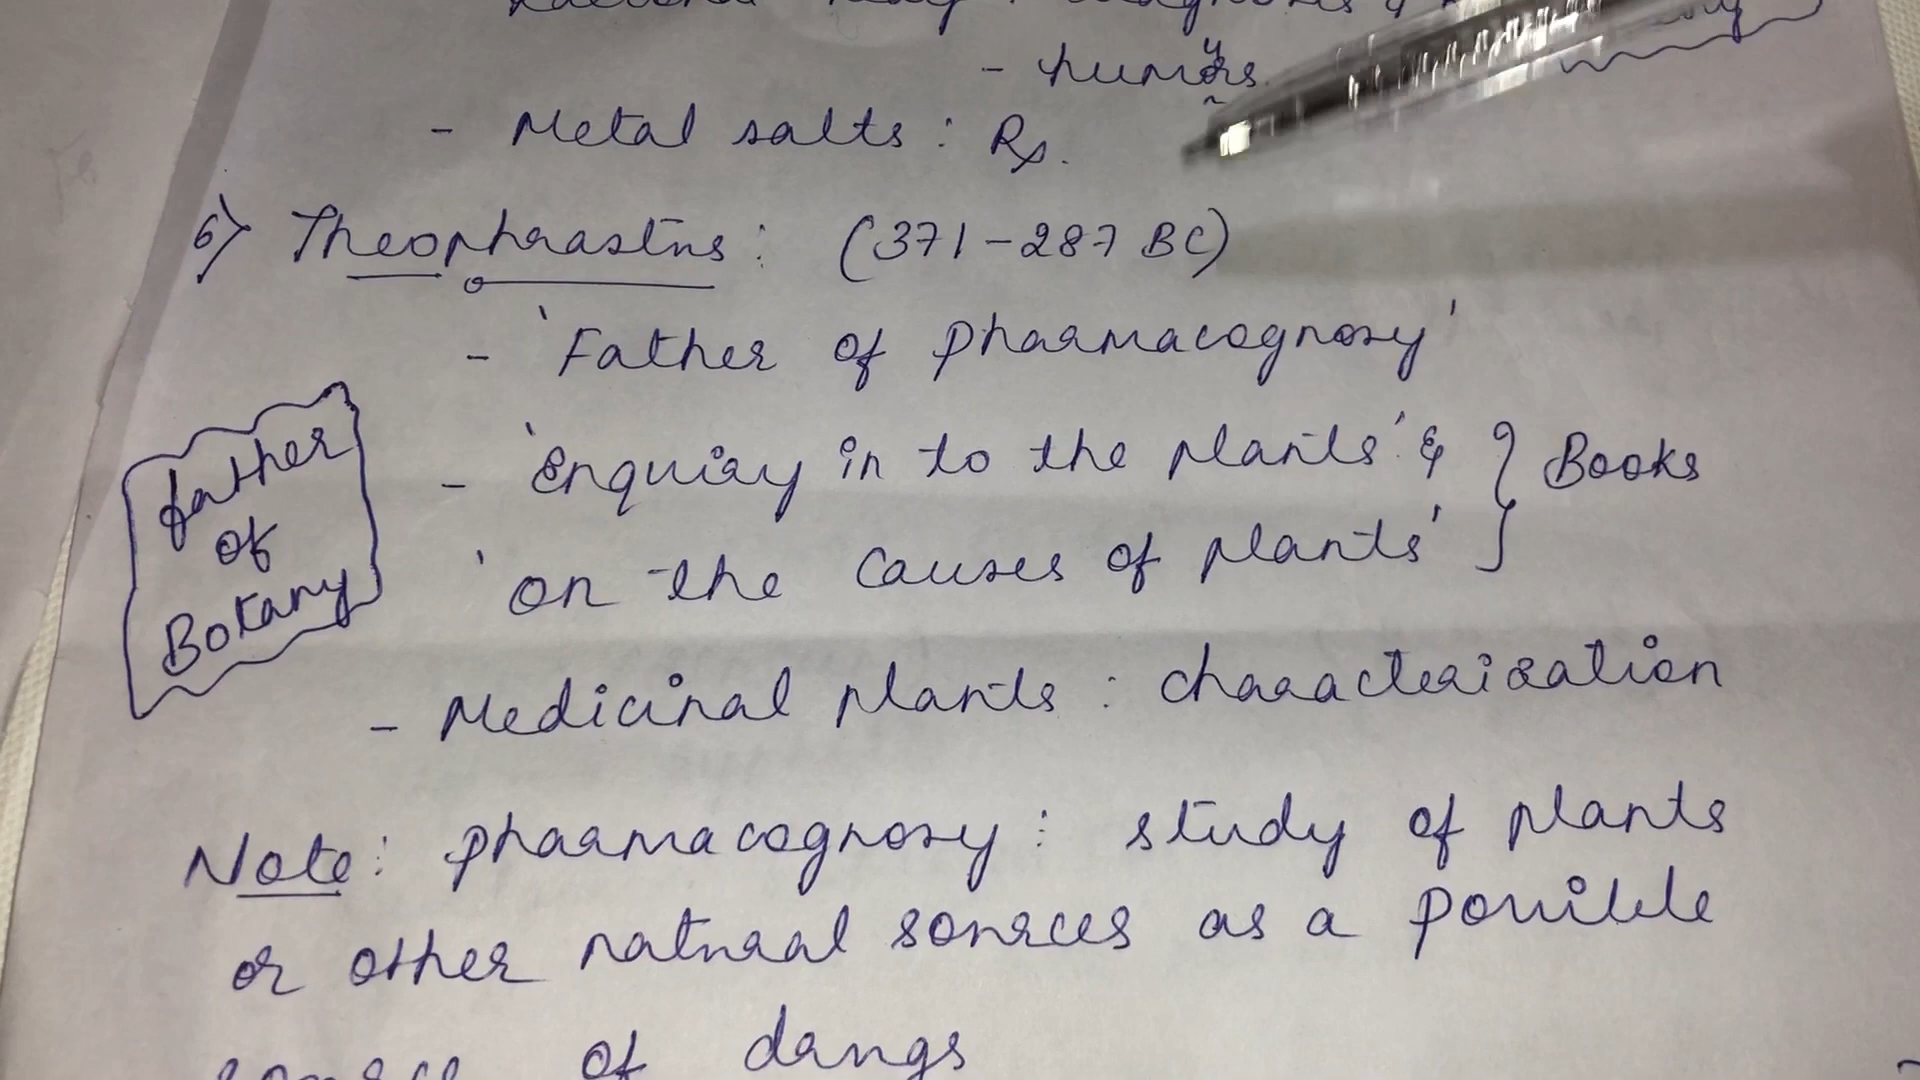 - humors
- Metal salts : Rx.
6) Theophrastus : (371-287 BC)
- 'Father of pharmacognosy'
- 'Enquiry in to the plants' & } Books
'on the causes of plants'
father
of
Botany
- Medicinal plants : characterization
Note : pharmacognosy : study of plants
or other natural sources as a possible
source of drugs